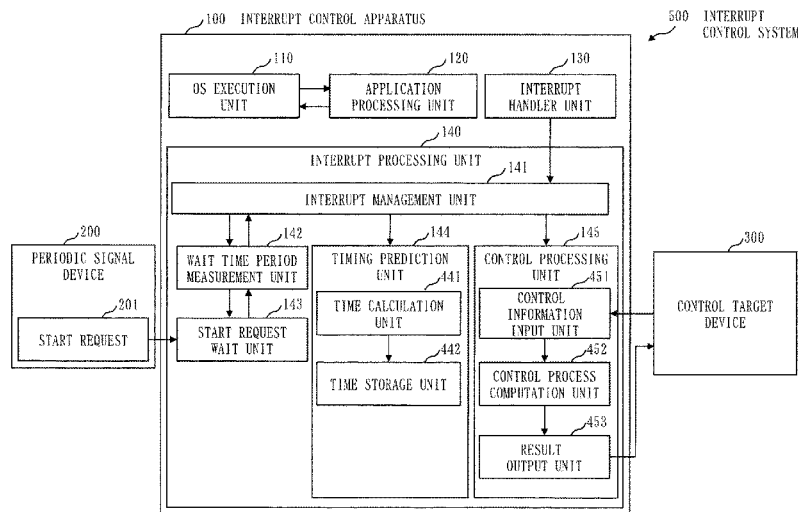 100 INTERRUPT CONTROL APPARATUS
500 INTERRUPT
CONTROL SYSTEM
110
OS EXECUTION
UNIT
120
APPLICATION
PROCESSING UNIT
130
INTERRUPT
HANDLER UNIT
140
INTERRUPT PROCESSING UNIT
141
INTERRUPT MANAGEMENT UNIT
200
PERIODIC SIGNAL
DEVICE
201
START REQUEST
142
WAIT TIME PERIOD
MEASUREMENT UNIT
143
START REQUEST
WAIT UNIT
144
TIMING PREDICTION
UNIT
441
TIME CALCULATION
UNIT
442
TIME STORAGE UNIT
145
CONTROL PROCESSING
UNIT
451
CONTROL
INFORMATION
INPUT UNIT
452
CONTROL PROCESS
COMPUTATION UNIT
453
RESULT
OUTPUT UNIT
300
CONTROL TARGET
DEVICE